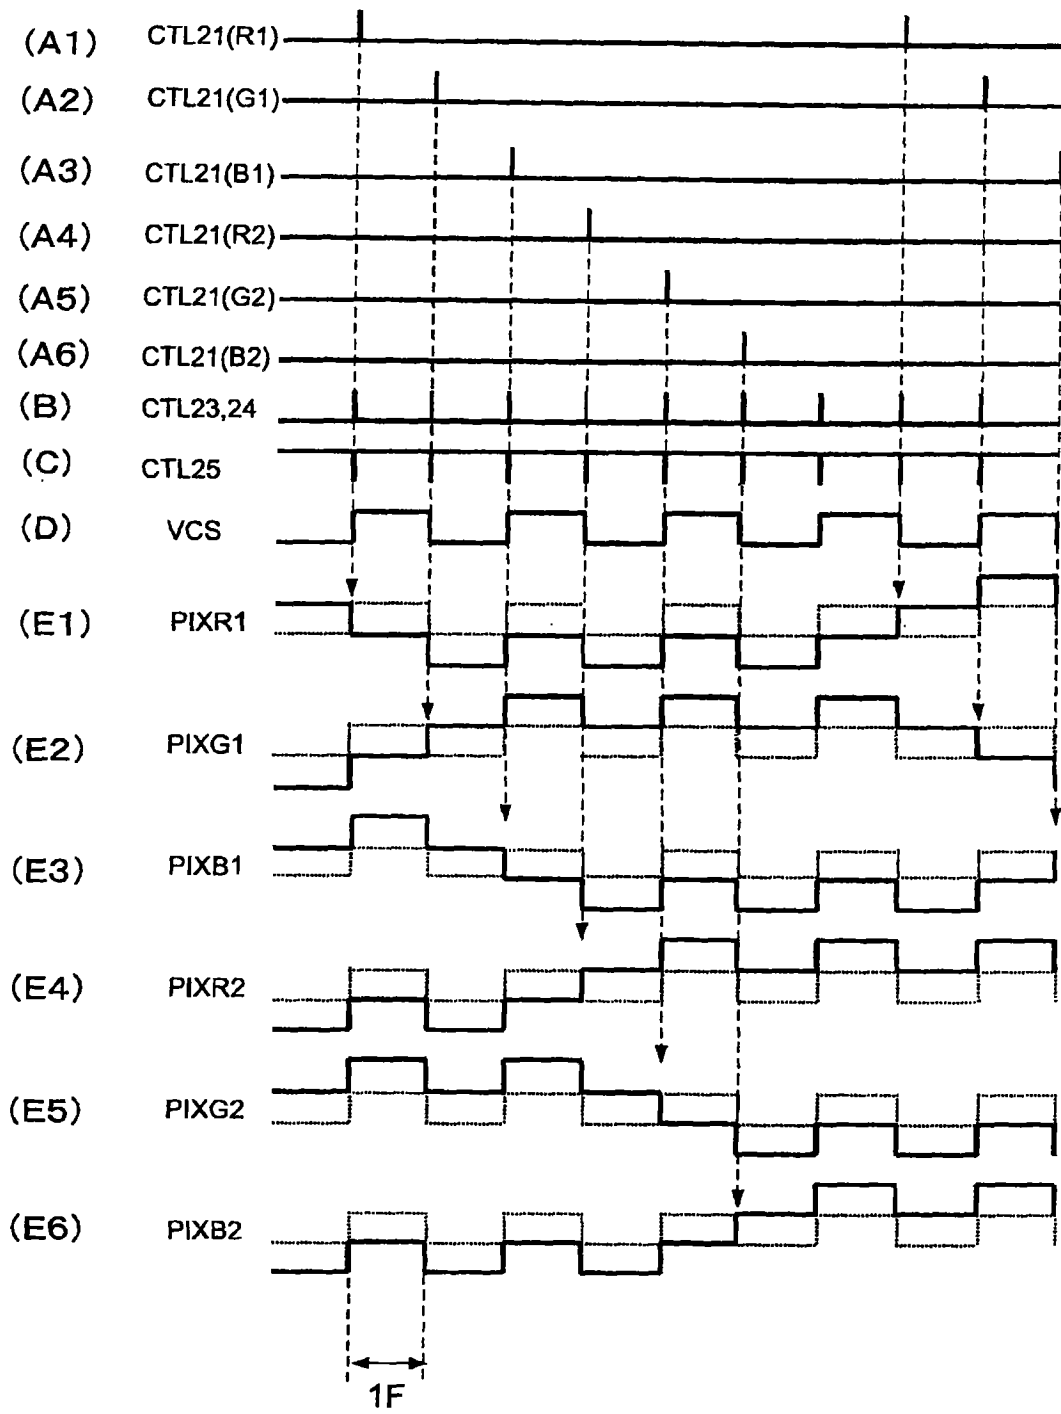 (A1) CTL21(R1)
(A2) CTL21(G1)
(A3) CTL21(B1)
(A4) CTL21(R2)
(A5) CTL21(G2)
(A6) CTL21(B2)
(B) CTL23,24
(C) CTL25
(D) VCS
(E1) PIXR1
(E2) PIXG1
(E3) PIXB1
(E4) PIXR2
(E5) PIXG2
(E6) PIXB2
1F